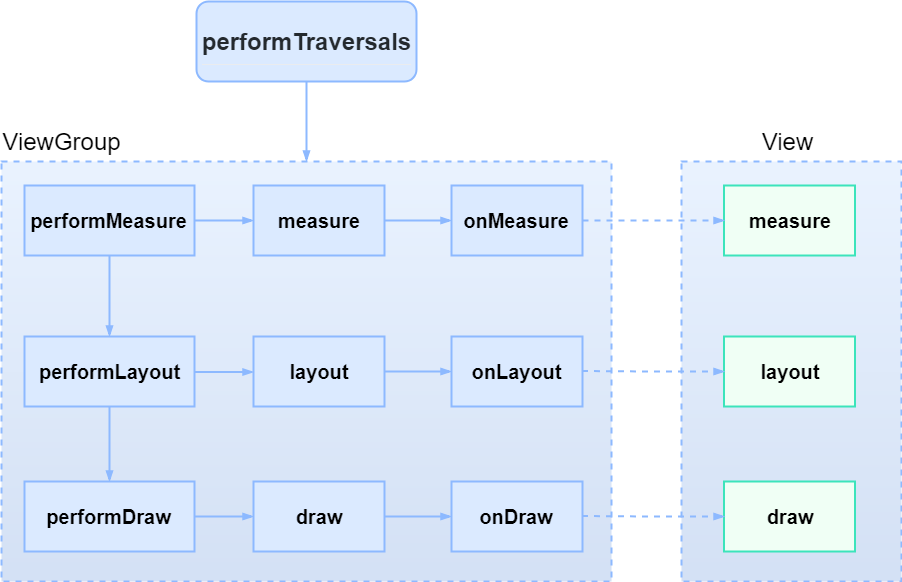 performTraversals
ViewGroup
View
performMeasure
measure
onMeasure
measure
performLayout
layout
onLayout
layout
performDraw
draw
onDraw
draw